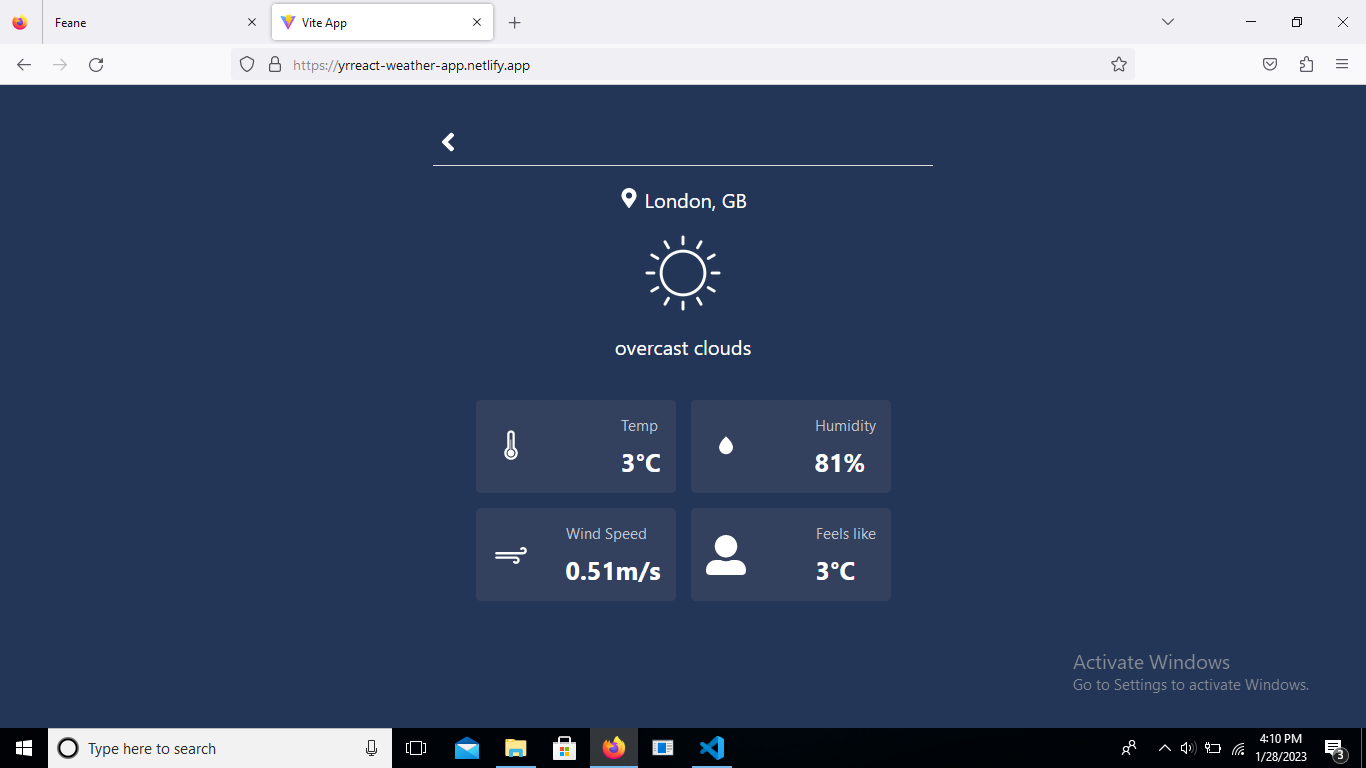 Feane
Vite App
https://yrreact-weather-app.netlify.app
London, GB
overcast clouds
Temp
3°C
Humidity
81%
Wind Speed
0.51m/s
Feels like
3°C
Activate Windows
Go to Settings to activate Windows.
Type here to search
4:10 PM
1/28/2023
3